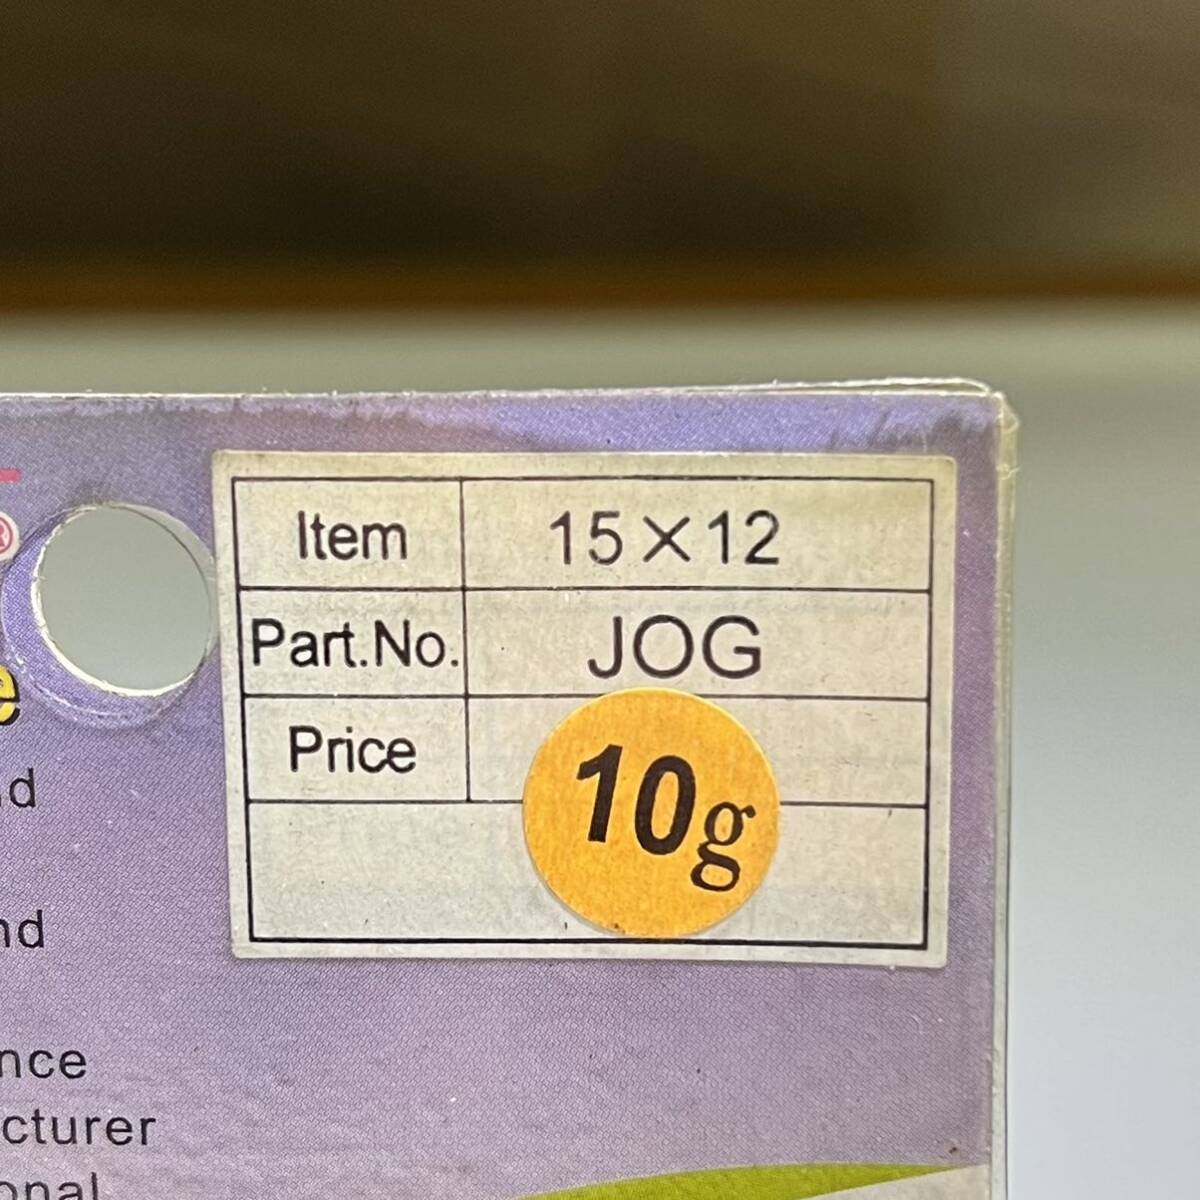 Item 15×12
Part.No. JOG
Price
10g
®